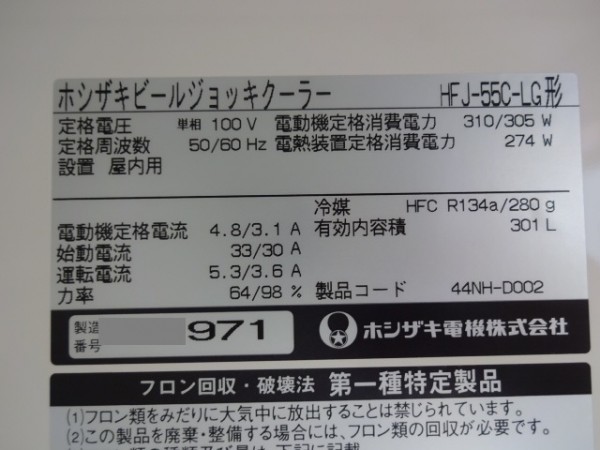 ホシザキビールジョッキクーラー HFJ-55C-LG形
定格電圧 単相 100 V 電動機定格消費電力 310/305 W
定格周波数 50/60 Hz 電熱装置定格消費電力 274 W
設置 屋内用
冷媒 HFC R134a/280 g
電動機定格電流 4.8/3.1 A 有効内容積 301 L
始動電流 33/30 A
運転電流 5.3/3.6 A
力率 64/98 % 製品コード 44NH-D002
製造番号 971 ホシザキ電機株式会社
フロン回収・破壊法 第一種特定製品
(1)フロン類をみだりに大気中に放出することは禁じられています。
(2)この製品を廃棄・整備する場合には、フロン類の回収が必要です。